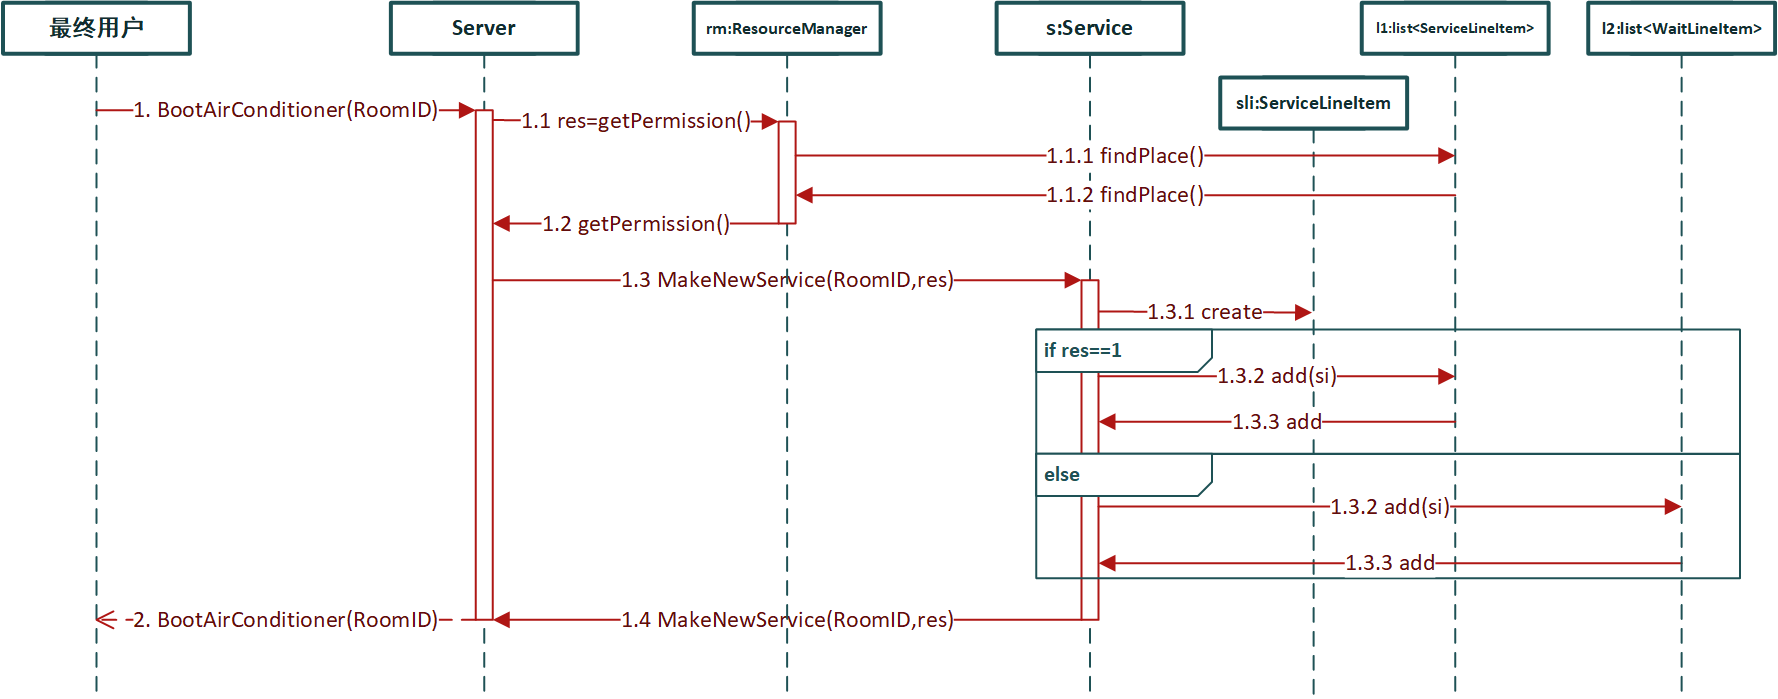 最终用户
Server
rm:ResourceManager
s:Service
l1:list<ServiceLineItem>
l2:list<WaitLineItem>
sli:ServiceLineItem
1. BootAirConditioner(RoomID)
1.1 res=getPermission()
1.1.1 findPlace()
1.1.2 findPlace()
1.2 getPermission()
1.3 MakeNewService(RoomID,res)
1.3.1 create
if res==1
1.3.2 add(si)
1.3.3 add
else
1.3.2 add(si)
1.3.3 add
2. BootAirConditioner(RoomID)
1.4 MakeNewService(RoomID,res)